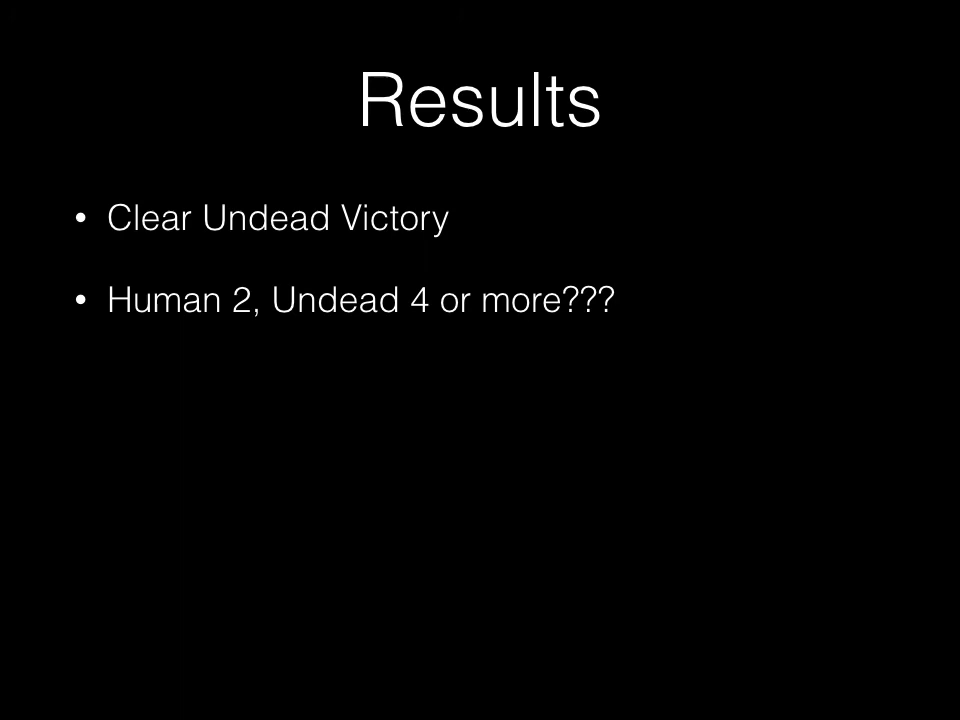 Results
• Clear Undead Victory
• Human 2, Undead 4 or more???